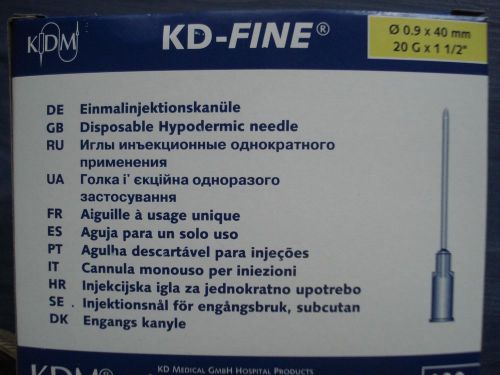 KDM
KD-FINE®
Ø 0.9 x 40 mm
20 G x 1 1/2"
DE Einmalinjektionskanüle
GB Disposable Hypodermic needle
RU Иглы инъекционные однократного
применения
UA Голка і' єкційна одноразого
застосування
FR Aiguille à usage unique
ES Aguja para un solo uso
PT Agulha descartável para injeções
IT Cannula monouso per iniezioni
HR Injekcijska igla za jednokratno upotrebo
SE Injektionsnål för engångsbruk, subcutan
DK Engangs kanyle
KDM®
KD Medical GmbH Hospital Products